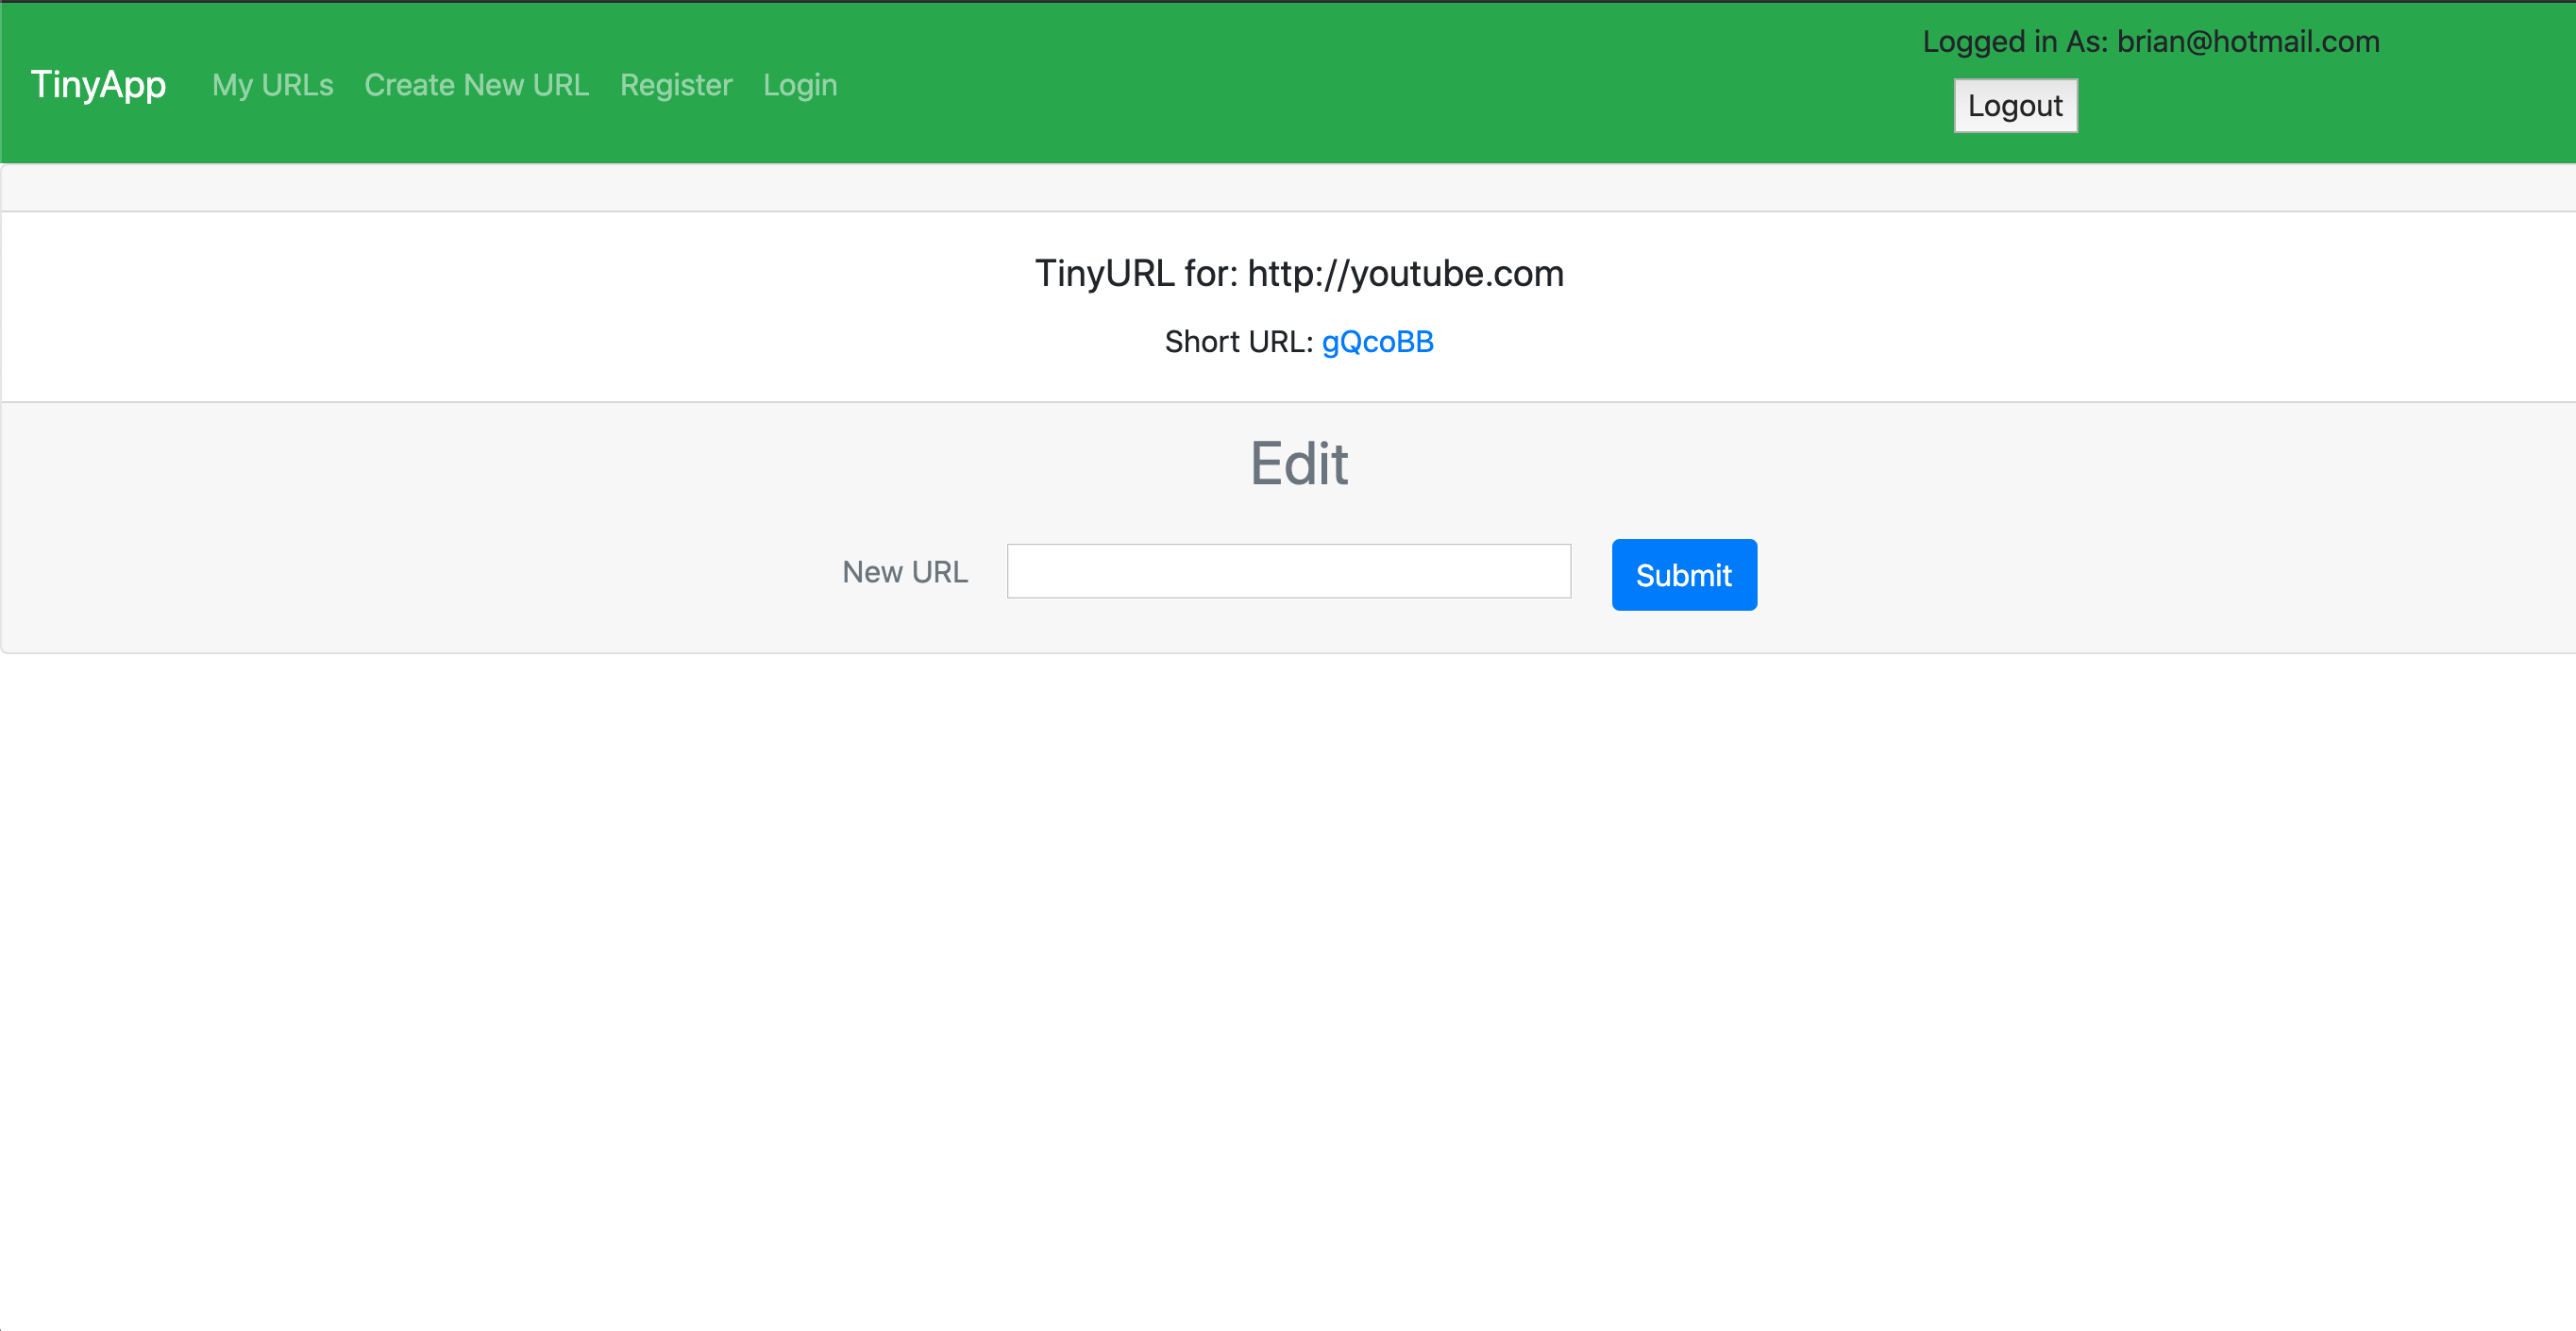 TinyApp My URLs Create New URL Register Login
Logged in As: brian@hotmail.com
Logout
TinyURL for: http://youtube.com
Short URL: gQcoBB
Edit
New URL
Submit